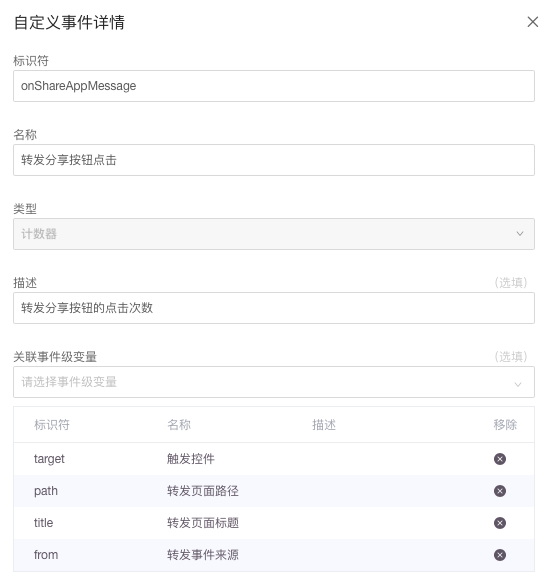 自定义事件详情
标识符
onShareAppMessage
名称
转发分享按钮点击
类型
计数器
描述 (选填)
转发分享按钮的点击次数
关联事件级变量 (选填)
请选择事件级变量
标识符 名称 描述 移除
target 触发控件
path 转发页面路径
title 转发页面标题
from 转发事件来源